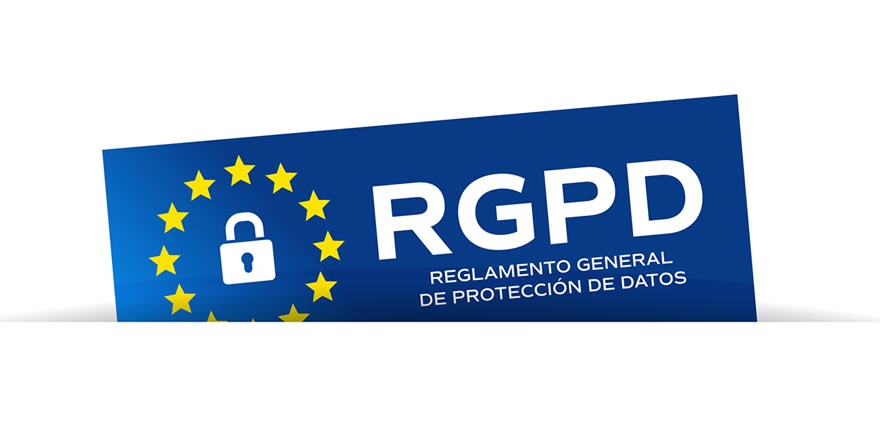 RGPD
REGLAMENTO GENERAL
DE PROTECCIÓN DE DATOS